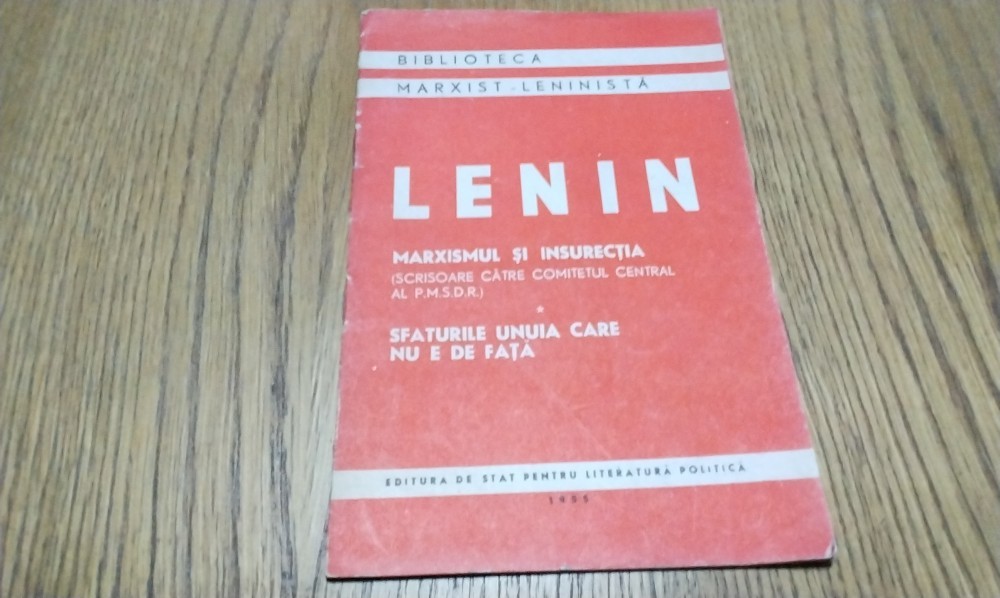 BIBLIOTECA
MARXIST-LENINISTĂ
LENIN
MARXISMUL ȘI INSURECȚIA
(SCRISOARE CĂTRE COMITETUL CENTRAL
AL P.M.S.D.R.)
SFATURILE UNUIA CARE
NU E DE FAȚĂ
EDITURA DE STAT PENTRU LITERATURĂ POLITICĂ
1955